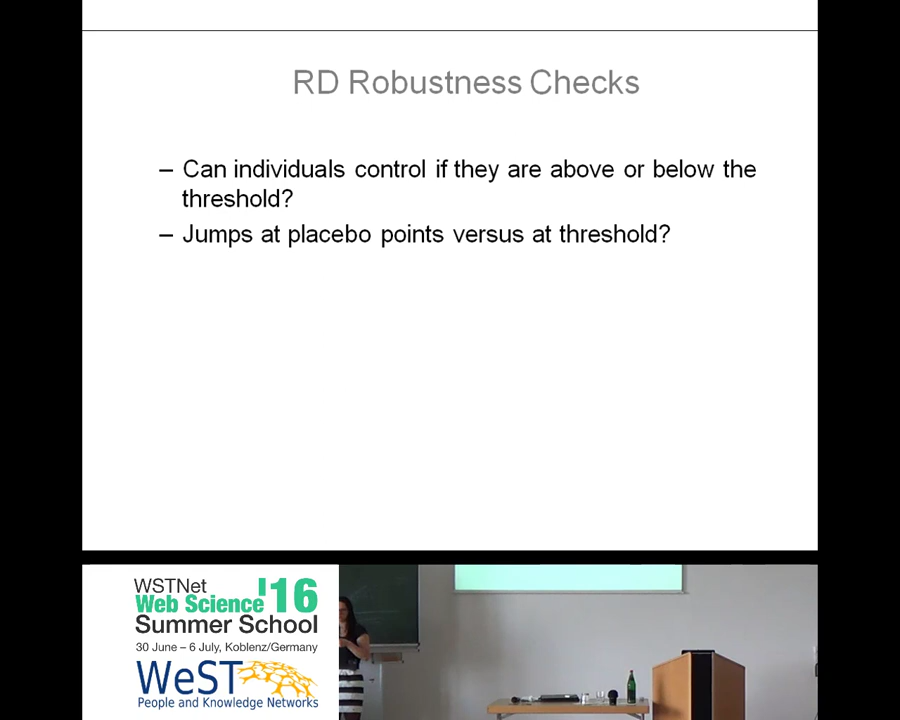 RD Robustness Checks
– Can individuals control if they are above or below the
threshold?
– Jumps at placebo points versus at threshold?
WSTNet
Web Science '16
Summer School
30 June – 6 July, Koblenz/Germany
WeST
People and Knowledge Networks